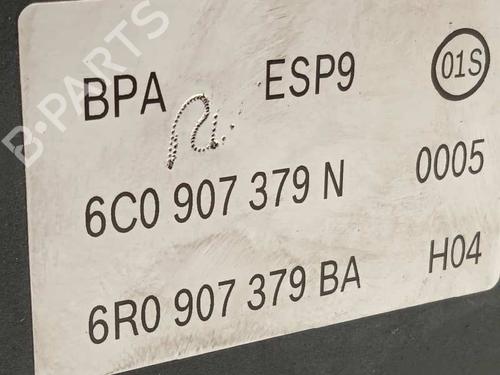 B-PARTS
BPA ESP9 01S
6C0 907 379 N 0005
6R0 907 379 BA H04